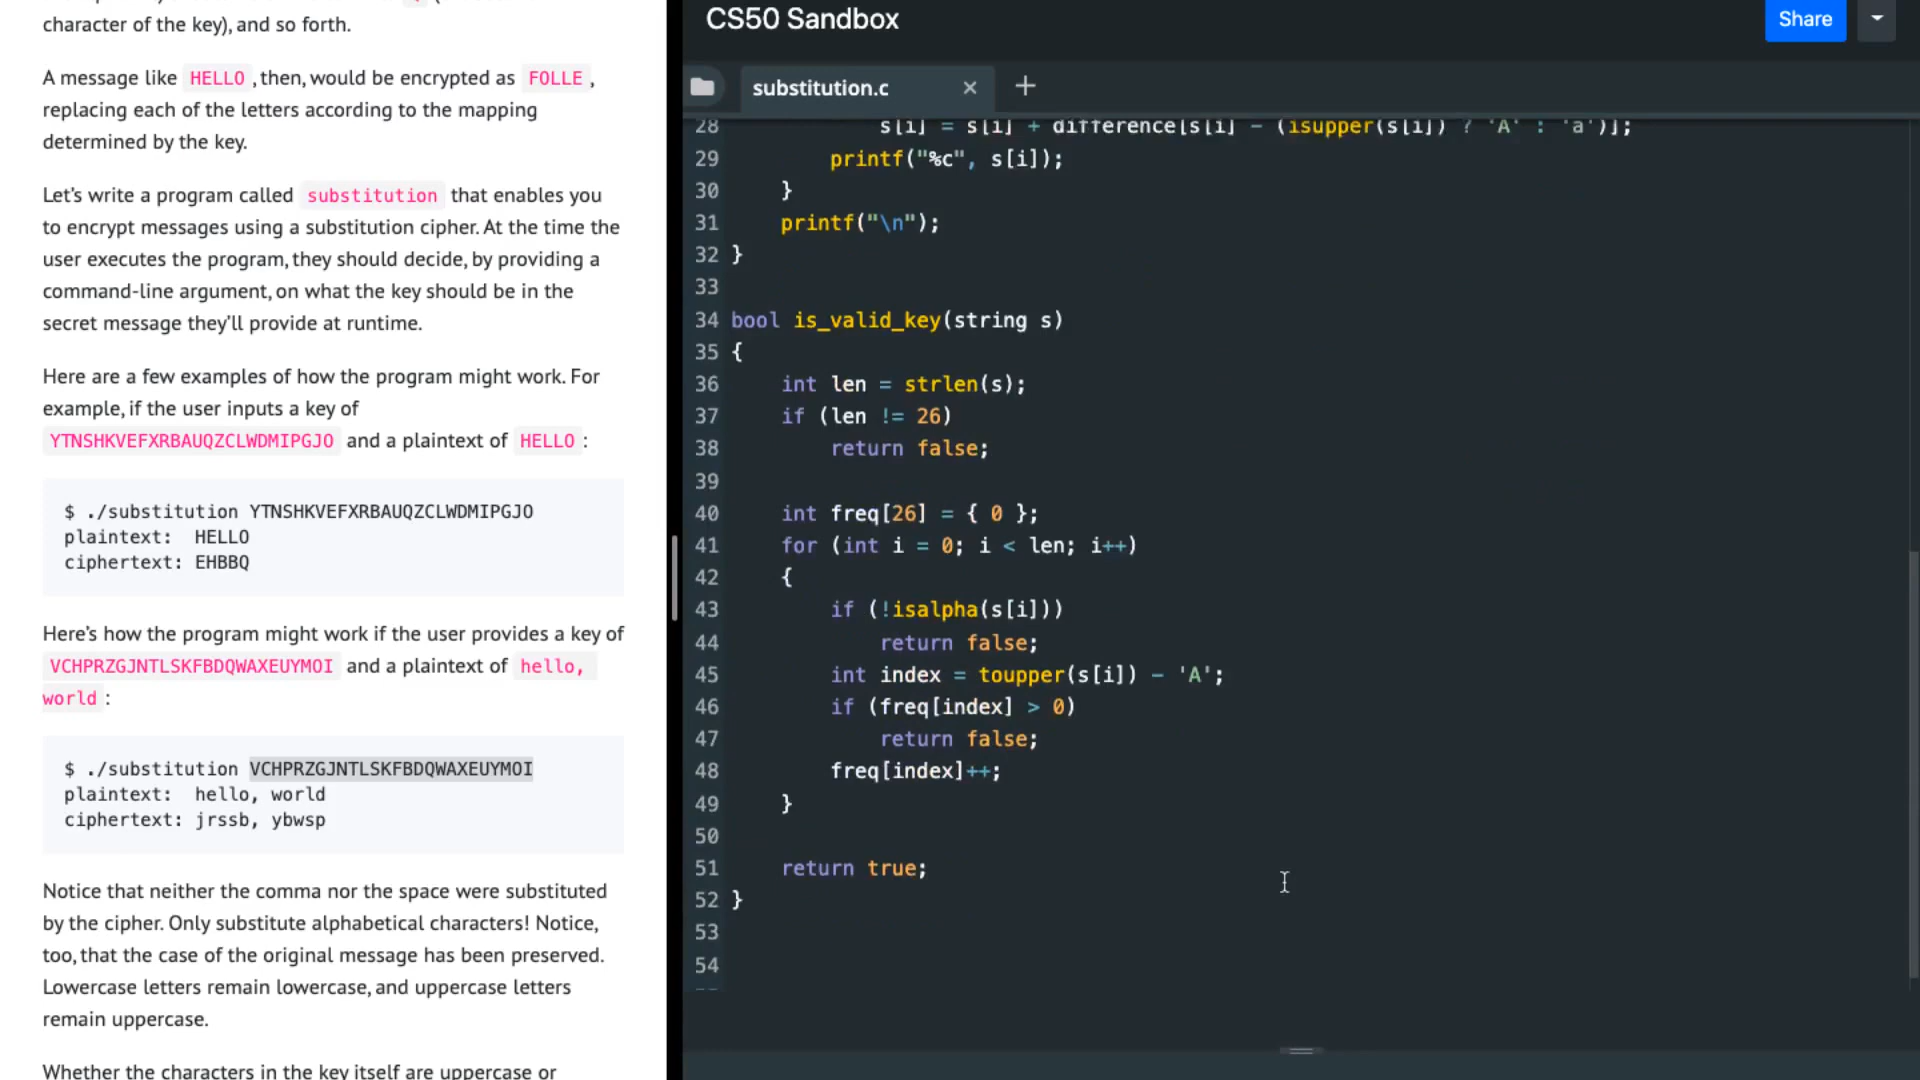 character of the key), and so forth.
A message like HELLO , then, would be encrypted as FOLLE ,
replacing each of the letters according to the mapping
determined by the key.
Let's write a program called substitution that enables you
to encrypt messages using a substitution cipher. At the time the
user executes the program, they should decide, by providing a
command-line argument, on what the key should be in the
secret message they'll provide at runtime.
Here are a few examples of how the program might work. For
example, if the user inputs a key of
YTNSHKVEFXRBAUQZCLWDMIPGJO and a plaintext of HELLO :
$ ./substitution YTNSHKVEFXRBAUQZCLWDMIPGJO
plaintext:  HELLO
ciphertext: EHBBQ
Here's how the program might work if the user provides a key of
VCHPRZGJNTLSKFBDQWAXEUYMOI and a plaintext of hello,
world :
$ ./substitution VCHPRZGJNTLSKFBDQWAXEUYMOI
plaintext:  hello, world
ciphertext: jrssb, ybwsp
Notice that neither the comma nor the space were substituted
by the cipher. Only substitute alphabetical characters! Notice,
too, that the case of the original message has been preserved.
Lowercase letters remain lowercase, and uppercase letters
remain uppercase.
Whether the characters in the key itself are uppercase or
CS50 Sandbox
Share
substitution.c × +
28 s[i] = s[i] + difference[s[i] - (isupper(s[i]) ? 'A' : 'a')];
29 printf("%c", s[i]);
30 }
31 printf("\n");
32 }
33
34 bool is_valid_key(string s)
35 {
36 int len = strlen(s);
37 if (len != 26)
38 return false;
39
40 int freq[26] = { 0 };
41 for (int i = 0; i < len; i++)
42 {
43 if (!isalpha(s[i]))
44 return false;
45 int index = toupper(s[i]) - 'A';
46 if (freq[index] > 0)
47 return false;
48 freq[index]++;
49 }
50
51 return true;
52 }
53
54